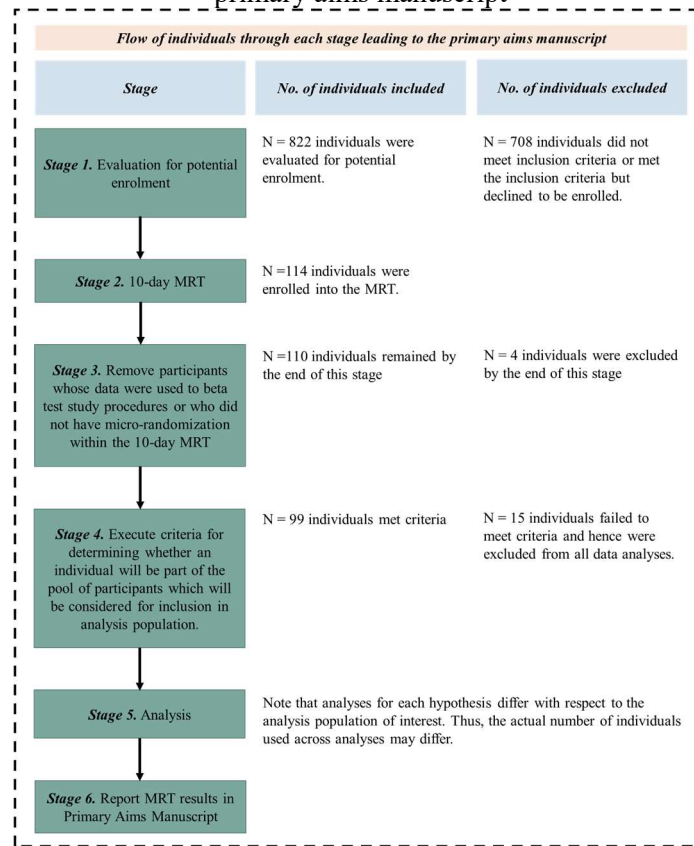 primary aims manuscript
Flow of individuals through each stage leading to the primary aims manuscript
Stage
No. of individuals included
No. of individuals excluded
Stage 1. Evaluation for potential
enrolment
N = 822 individuals were
evaluated for potential
enrolment.
N = 708 individuals did not
meet inclusion criteria or met
the inclusion criteria but
declined to be enrolled.
Stage 2. 10-day MRT
N =114 individuals were
enrolled into the MRT.
Stage 3. Remove participants
whose data were used to beta
test study procedures or who did
not have micro-randomization
within the 10-day MRT
N =110 individuals remained by
the end of this stage
N = 4 individuals were excluded
by the end of this stage
Stage 4. Execute criteria for
determining whether an
individual will be part of the
pool of participants which will
be considered for inclusion in
analysis population.
N = 99 individuals met criteria
N = 15 individuals failed to
meet criteria and hence were
excluded from all data analyses.
Stage 5. Analysis
Note that analyses for each hypothesis differ with respect to the
analysis population of interest. Thus, the actual number of individuals
used across analyses may differ.
Stage 6. Report MRT results in
Primary Aims Manuscript